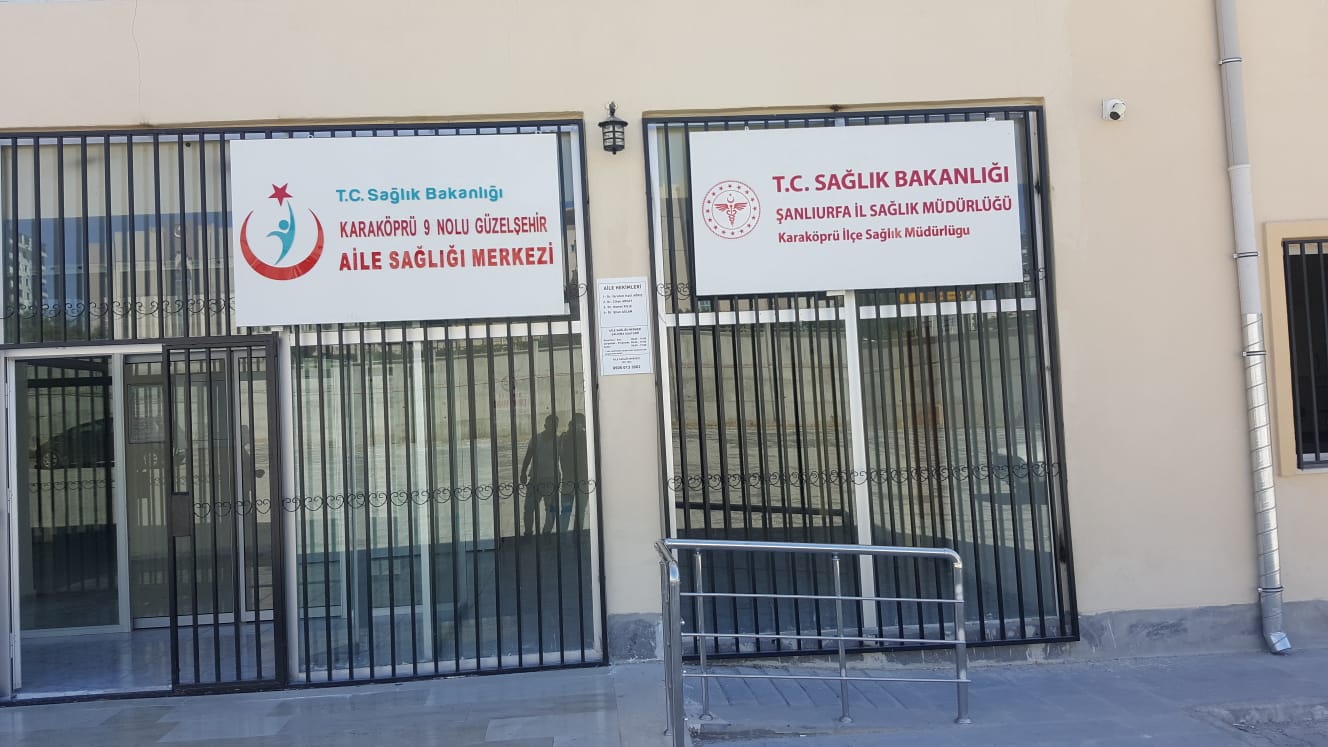 T.C. Sağlık Bakanlığı
KARAKÖPRÜ 9 NOLU GÜZELŞEHİR
AİLE SAĞLIĞI MERKEZİ
T.C. SAĞLIK BAKANLIĞI
ŞANLIURFA İL SAĞLIK MÜDÜRLÜĞÜ
Karaköprü İlçe Sağlık Müdürlügu
AİLE HEKİMLERİ